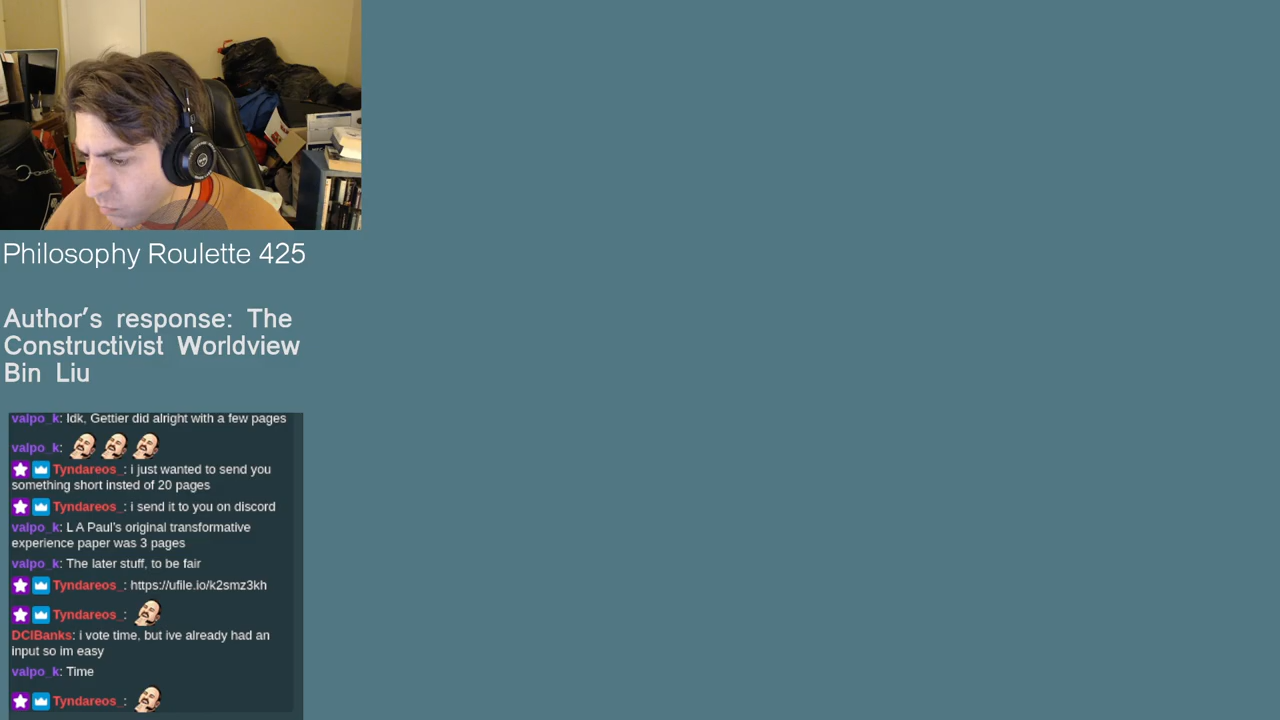 Philosophy Roulette 425
Author's response: The
Constructivist Worldview
Bin Liu
valpo_k: Idk, Gettier did alright with a few pages
valpo_k:
Tyndareos_: i just wanted to send you
something short insted of 20 pages
Tyndareos_: i send it to you on discord
valpo_k: L A Paul's original transformative
experience paper was 3 pages
valpo_k: The later stuff, to be fair
Tyndareos_: https://ufile.io/k2smz3kh
Tyndareos_:
DCIBanks: i vote time, but ive already had an
input so im easy
valpo_k: Time
Tyndareos_: